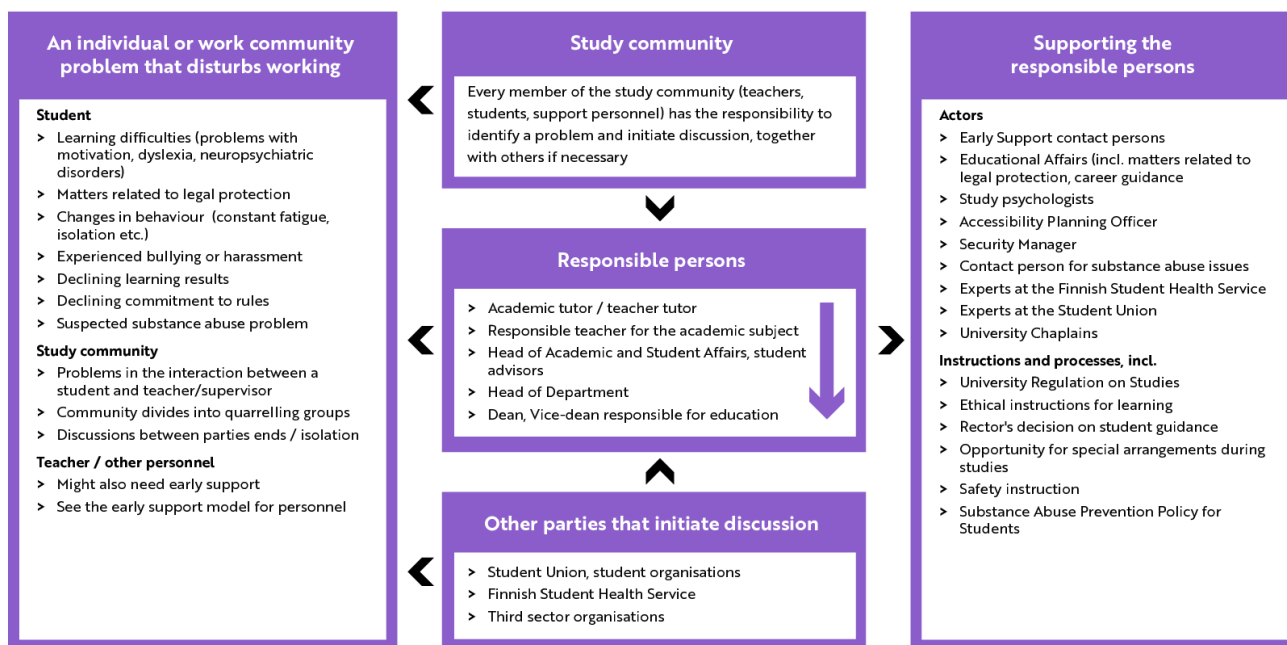 An individual or work community
problem that disturbs working
Student
> Learning difficulties (problems with
motivation, dyslexia, neuropsychiatric
disorders)
> Matters related to legal protection
> Changes in behaviour (constant fatigue,
isolation etc.)
> Experienced bullying or harassment
> Declining learning results
> Declining commitment to rules
> Suspected substance abuse problem
Study community
> Problems in the interaction between a
student and teacher/supervisor
> Community divides into quarrelling groups
> Discussions between parties ends / isolation
Teacher / other personnel
> Might also need early support
> See the early support model for personnel
Study community
Every member of the study community (teachers,
students, support personnel) has the responsibility to
identify a problem and initiate discussion, together
with others if necessary
Responsible persons
> Academic tutor / teacher tutor
> Responsible teacher for the academic subject
> Head of Academic and Student Affairs, student
advisors
> Head of Department
> Dean, Vice-dean responsible for education
Other parties that initiate discussion
> Student Union, student organisations
> Finnish Student Health Service
> Third sector organisations
Supporting the
responsible persons
Actors
> Early Support contact persons
> Educational Affairs (incl. matters related to
legal protection, career guidance
> Study psychologists
> Accessibility Planning Officer
> Security Manager
> Contact person for substance abuse issues
> Experts at the Finnish Student Health Service
> Experts at the Student Union
> University Chaplains
Instructions and processes, incl.
> University Regulation on Studies
> Ethical instructions for learning
> Rector's decision on student guidance
> Opportunity for special arrangements during
studies
> Safety instruction
> Substance Abuse Prevention Policy for
Students